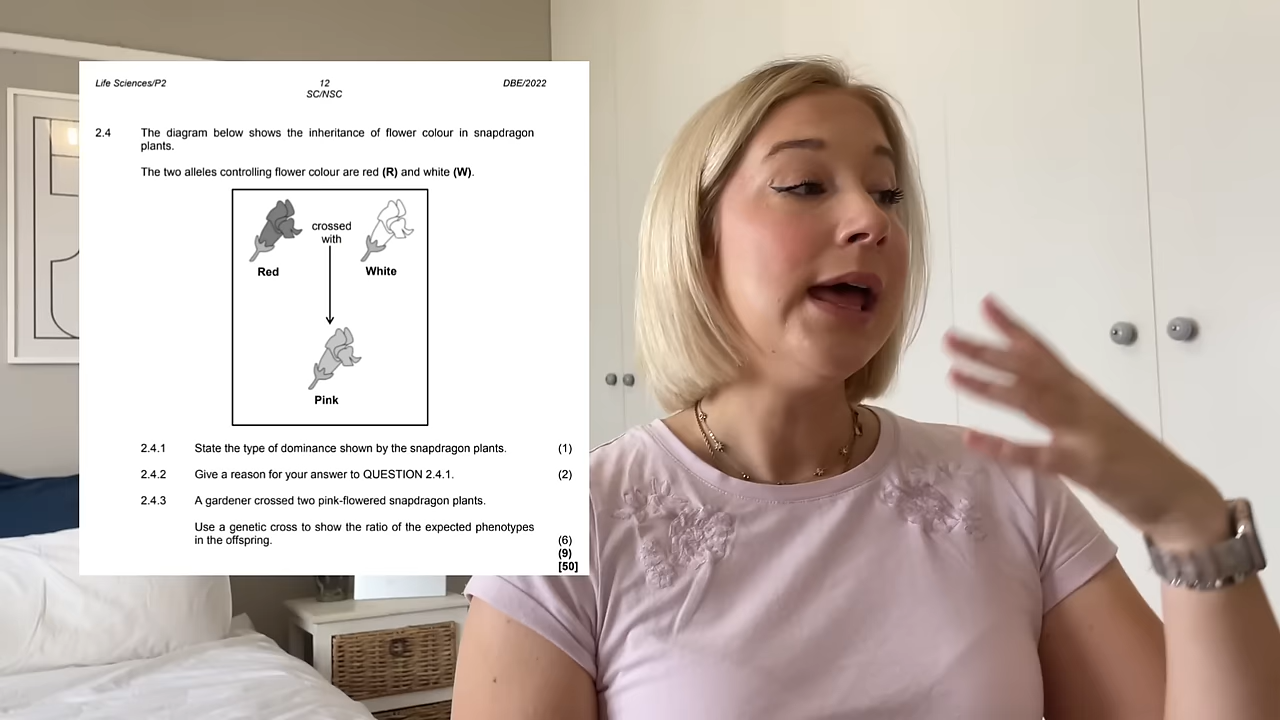 Life Sciences/P2 12 DBE/2022
SC/NSC
2.4 The diagram below shows the inheritance of flower colour in snapdragon
plants.
The two alleles controlling flower colour are red (R) and white (W).
crossed
with
Red White
Pink
2.4.1 State the type of dominance shown by the snapdragon plants. (1)
2.4.2 Give a reason for your answer to QUESTION 2.4.1. (2)
2.4.3 A gardener crossed two pink-flowered snapdragon plants.
Use a genetic cross to show the ratio of the expected phenotypes
in the offspring. (6)
(9)
[50]